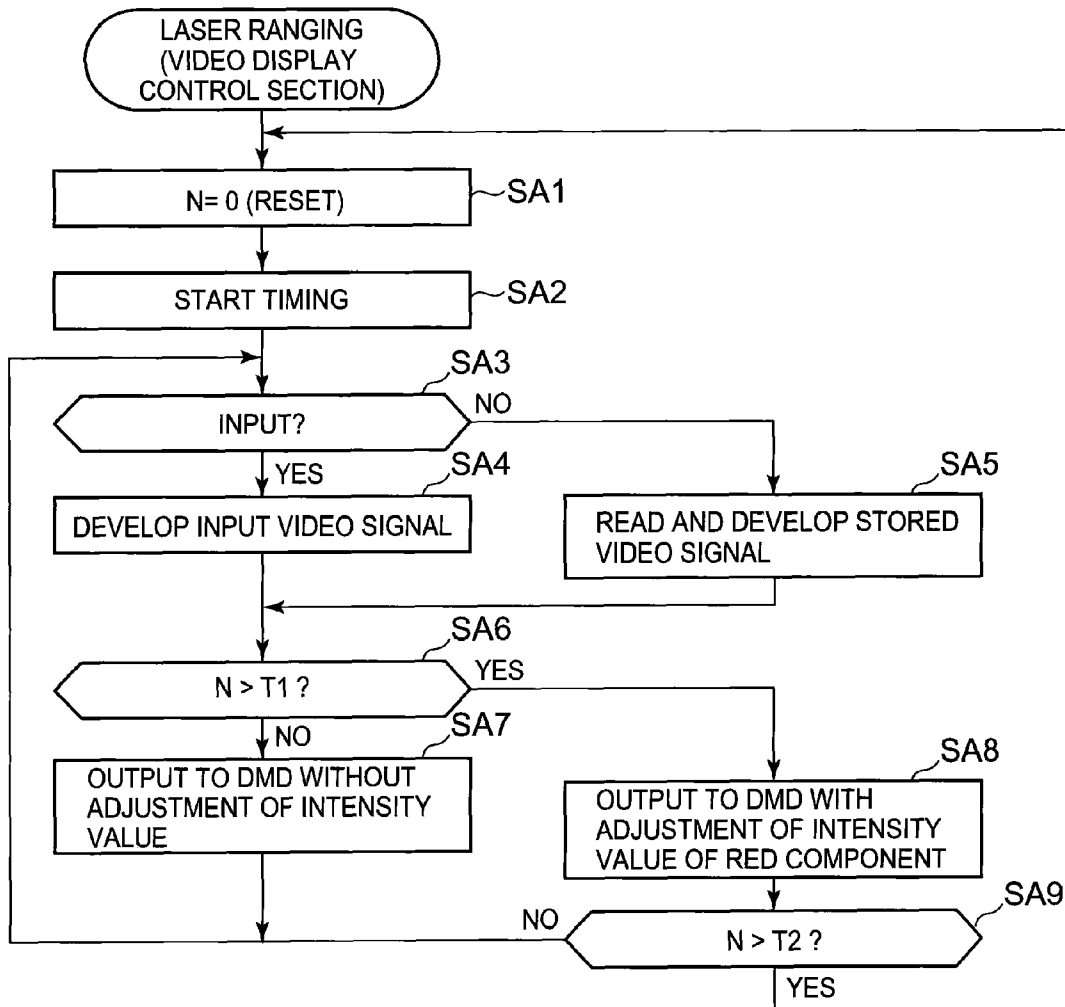 LASER RANGING
(VIDEO DISPLAY
CONTROL SECTION)
N= 0 (RESET)
SA1
START TIMING
SA2
SA3
INPUT?
NO
YES
SA4
SA5
DEVELOP INPUT VIDEO SIGNAL
READ AND DEVELOP STORED
VIDEO SIGNAL
SA6
N > T1 ?
YES
NO
SA7
SA8
OUTPUT TO DMD WITHOUT
ADJUSTMENT OF INTENSITY
VALUE
OUTPUT TO DMD WITH
ADJUSTMENT OF INTENSITY
VALUE OF RED COMPONENT
SA9
NO
N > T2 ?
YES